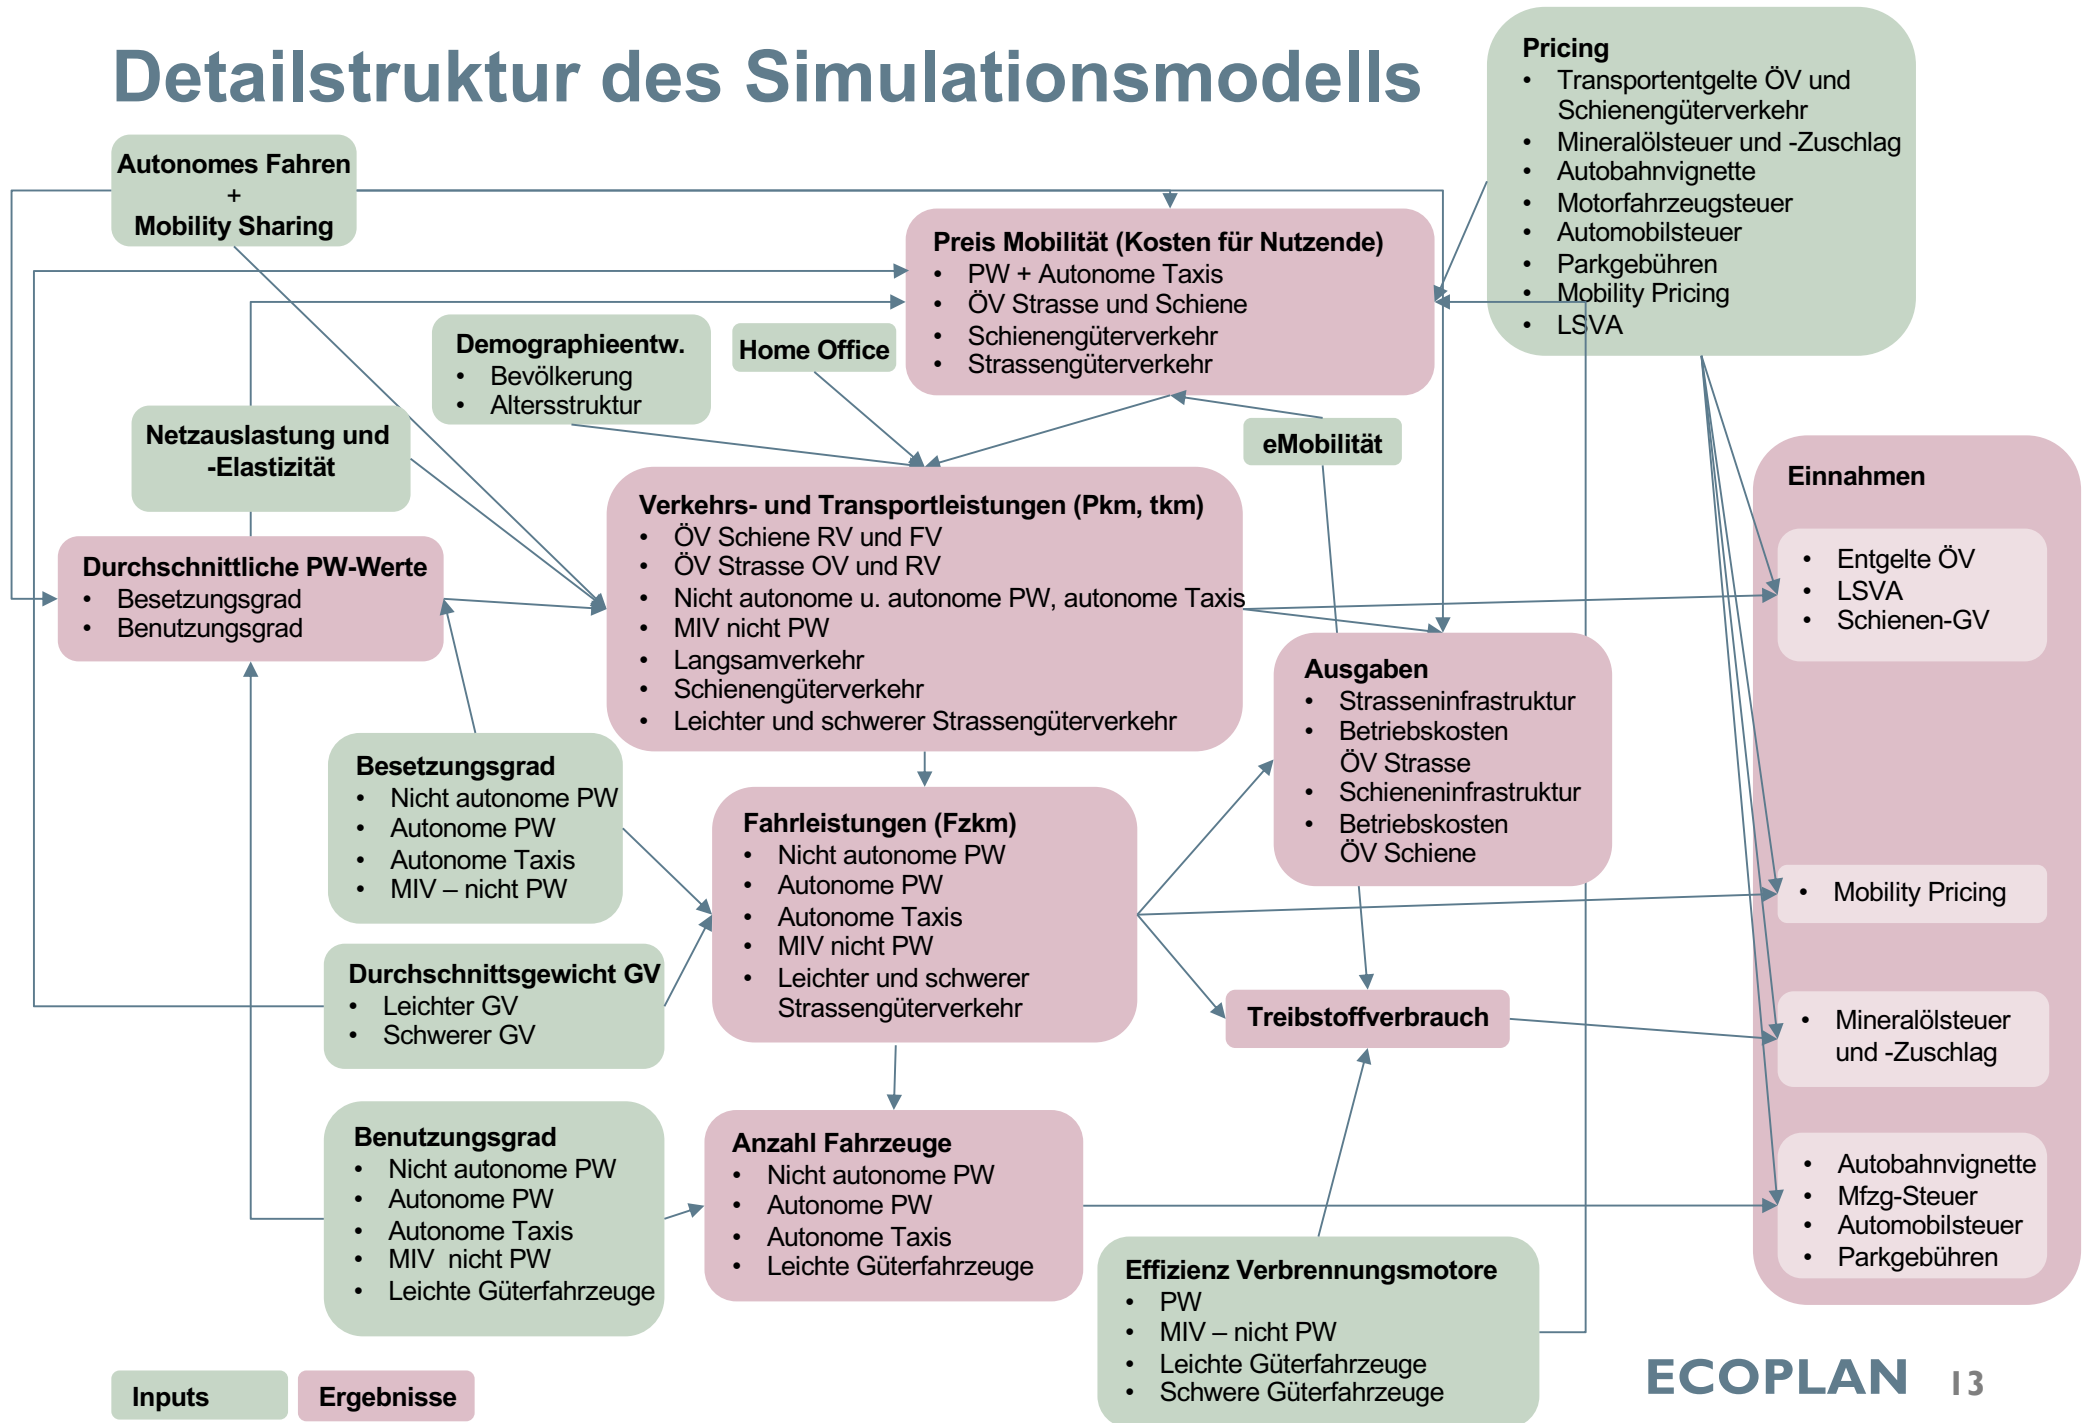 Detailstruktur des Simulationsmodells
Pricing
• Transportentgelte ÖV und
Schienengüterverkehr
• Mineralölsteuer und -Zuschlag
• Autobahnvignette
• Motorfahrzeugsteuer
• Automobilsteuer
• Parkgebühren
• Mobility Pricing
• LSVA
Autonomes Fahren
+
Mobility Sharing
Preis Mobilität (Kosten für Nutzende)
• PW + Autonome Taxis
• ÖV Strasse und Schiene
• Schienengüterverkehr
• Strassengüterverkehr
Demographieentw.
• Bevölkerung
• Altersstruktur
Home Office
Netzauslastung und
-Elastizität
eMobilität
Verkehrs- und Transportleistungen (Pkm, tkm)
• ÖV Schiene RV und FV
• ÖV Strasse OV und RV
• Nicht autonome u. autonome PW, autonome Taxis
• MIV nicht PW
• Langsamverkehr
• Schienengüterverkehr
• Leichter und schwerer Strassengüterverkehr
Durchschnittliche PW-Werte
• Besetzungsgrad
• Benutzungsgrad
Einnahmen
• Entgelte ÖV
• LSVA
• Schienen-GV
• Mobility Pricing
• Mineralölsteuer
und -Zuschlag
• Autobahnvignette
• Mfzg-Steuer
• Automobilsteuer
• Parkgebühren
Ausgaben
• Strasseninfrastruktur
• Betriebskosten
ÖV Strasse
• Schieneninfrastruktur
• Betriebskosten
ÖV Schiene
Besetzungsgrad
• Nicht autonome PW
• Autonome PW
• Autonome Taxis
• MIV – nicht PW
Fahrleistungen (Fzkm)
• Nicht autonome PW
• Autonome PW
• Autonome Taxis
• MIV nicht PW
• Leichter und schwerer
Strassengüterverkehr
Durchschnittsgewicht GV
• Leichter GV
• Schwerer GV
Treibstoffverbrauch
Benutzungsgrad
• Nicht autonome PW
• Autonome PW
• Autonome Taxis
• MIV  nicht PW
• Leichte Güterfahrzeuge
Anzahl Fahrzeuge
• Nicht autonome PW
• Autonome PW
• Autonome Taxis
• Leichte Güterfahrzeuge
Effizienz Verbrennungsmotore
• PW
• MIV – nicht PW
• Leichte Güterfahrzeuge
• Schwere Güterfahrzeuge
Inputs
Ergebnisse
ECOPLAN 13